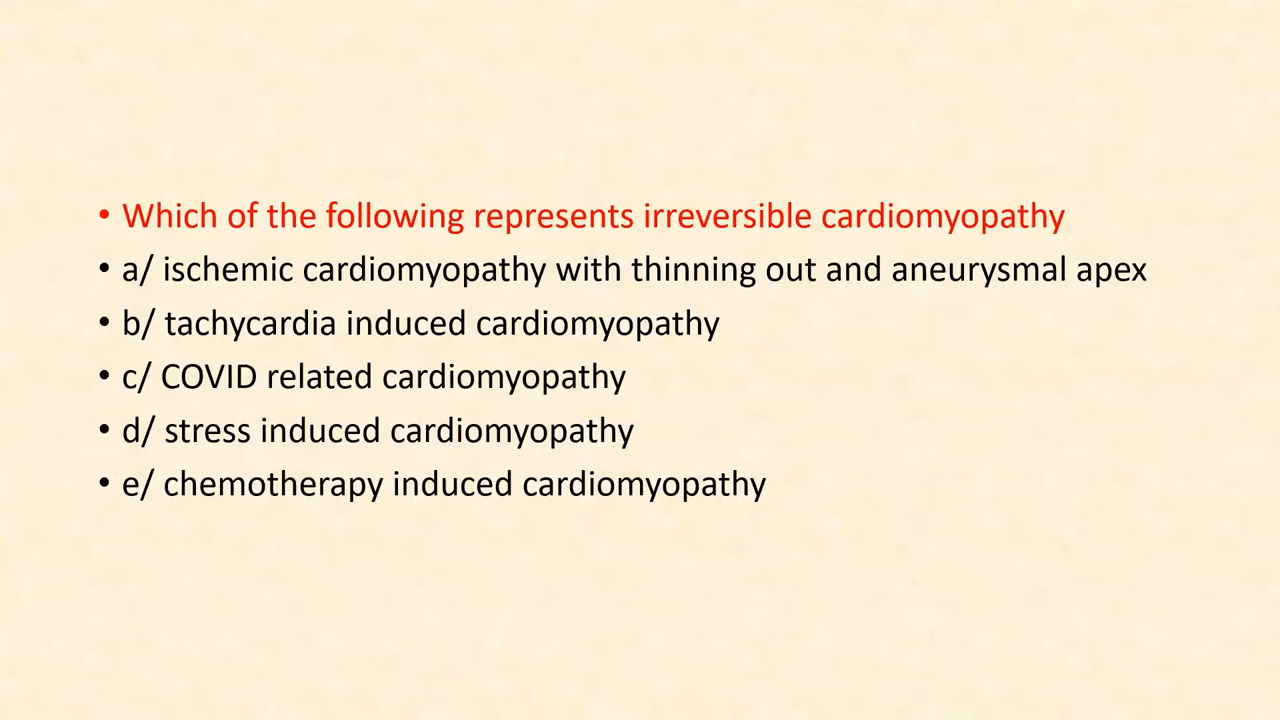 • Which of the following represents irreversible cardiomyopathy
• a/ ischemic cardiomyopathy with thinning out and aneurysmal apex
• b/ tachycardia induced cardiomyopathy
• c/ COVID related cardiomyopathy
• d/ stress induced cardiomyopathy
• e/ chemotherapy induced cardiomyopathy